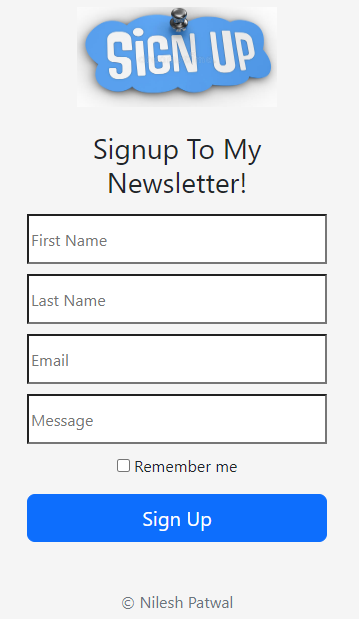 SiGN UP
Signup To My
Newsletter!
First Name
Last Name
Email
Message
Remember me
Sign Up
© Nilesh Patwal